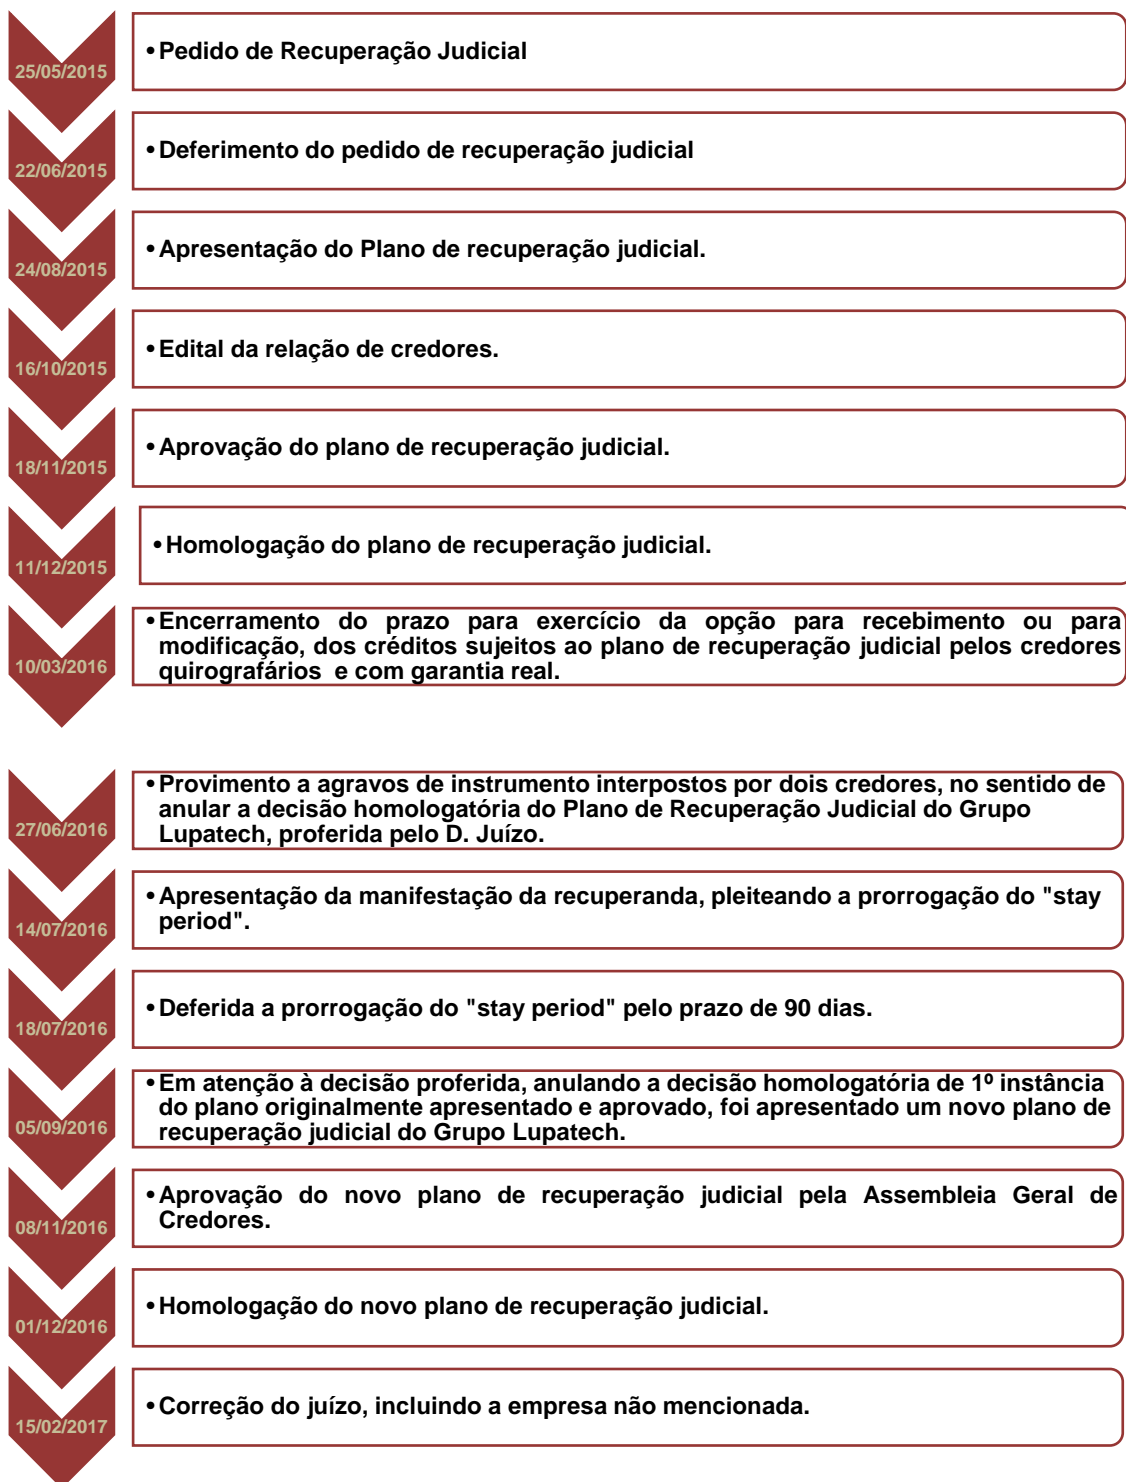 25/05/2015
•Pedido de Recuperação Judicial
22/06/2015
•Deferimento do pedido de recuperação judicial
24/08/2015
•Apresentação do Plano de recuperação judicial.
16/10/2015
•Edital da relação de credores.
18/11/2015
•Aprovação do plano de recuperação judicial.
11/12/2015
•Homologação do plano de recuperação judicial.
10/03/2016
•Encerramento do prazo para exercício da opção para recebimento ou para
modificação, dos créditos sujeitos ao plano de recuperação judicial pelos credores
quirografários e com garantia real.
27/06/2016
•Provimento a agravos de instrumento interpostos por dois credores, no sentido de
anular a decisão homologatória do Plano de Recuperação Judicial do Grupo
Lupatech, proferida pelo D. Juízo.
14/07/2016
•Apresentação da manifestação da recuperanda, pleiteando a prorrogação do "stay
period".
18/07/2016
•Deferida a prorrogação do "stay period" pelo prazo de 90 dias.
05/09/2016
•Em atenção à decisão proferida, anulando a decisão homologatória de 1º instância
do plano originalmente apresentado e aprovado, foi apresentado um novo plano de
recuperação judicial do Grupo Lupatech.
08/11/2016
•Aprovação do novo plano de recuperação judicial pela Assembleia Geral de
Credores.
01/12/2016
•Homologação do novo plano de recuperação judicial.
15/02/2017
•Correção do juízo, incluindo a empresa não mencionada.